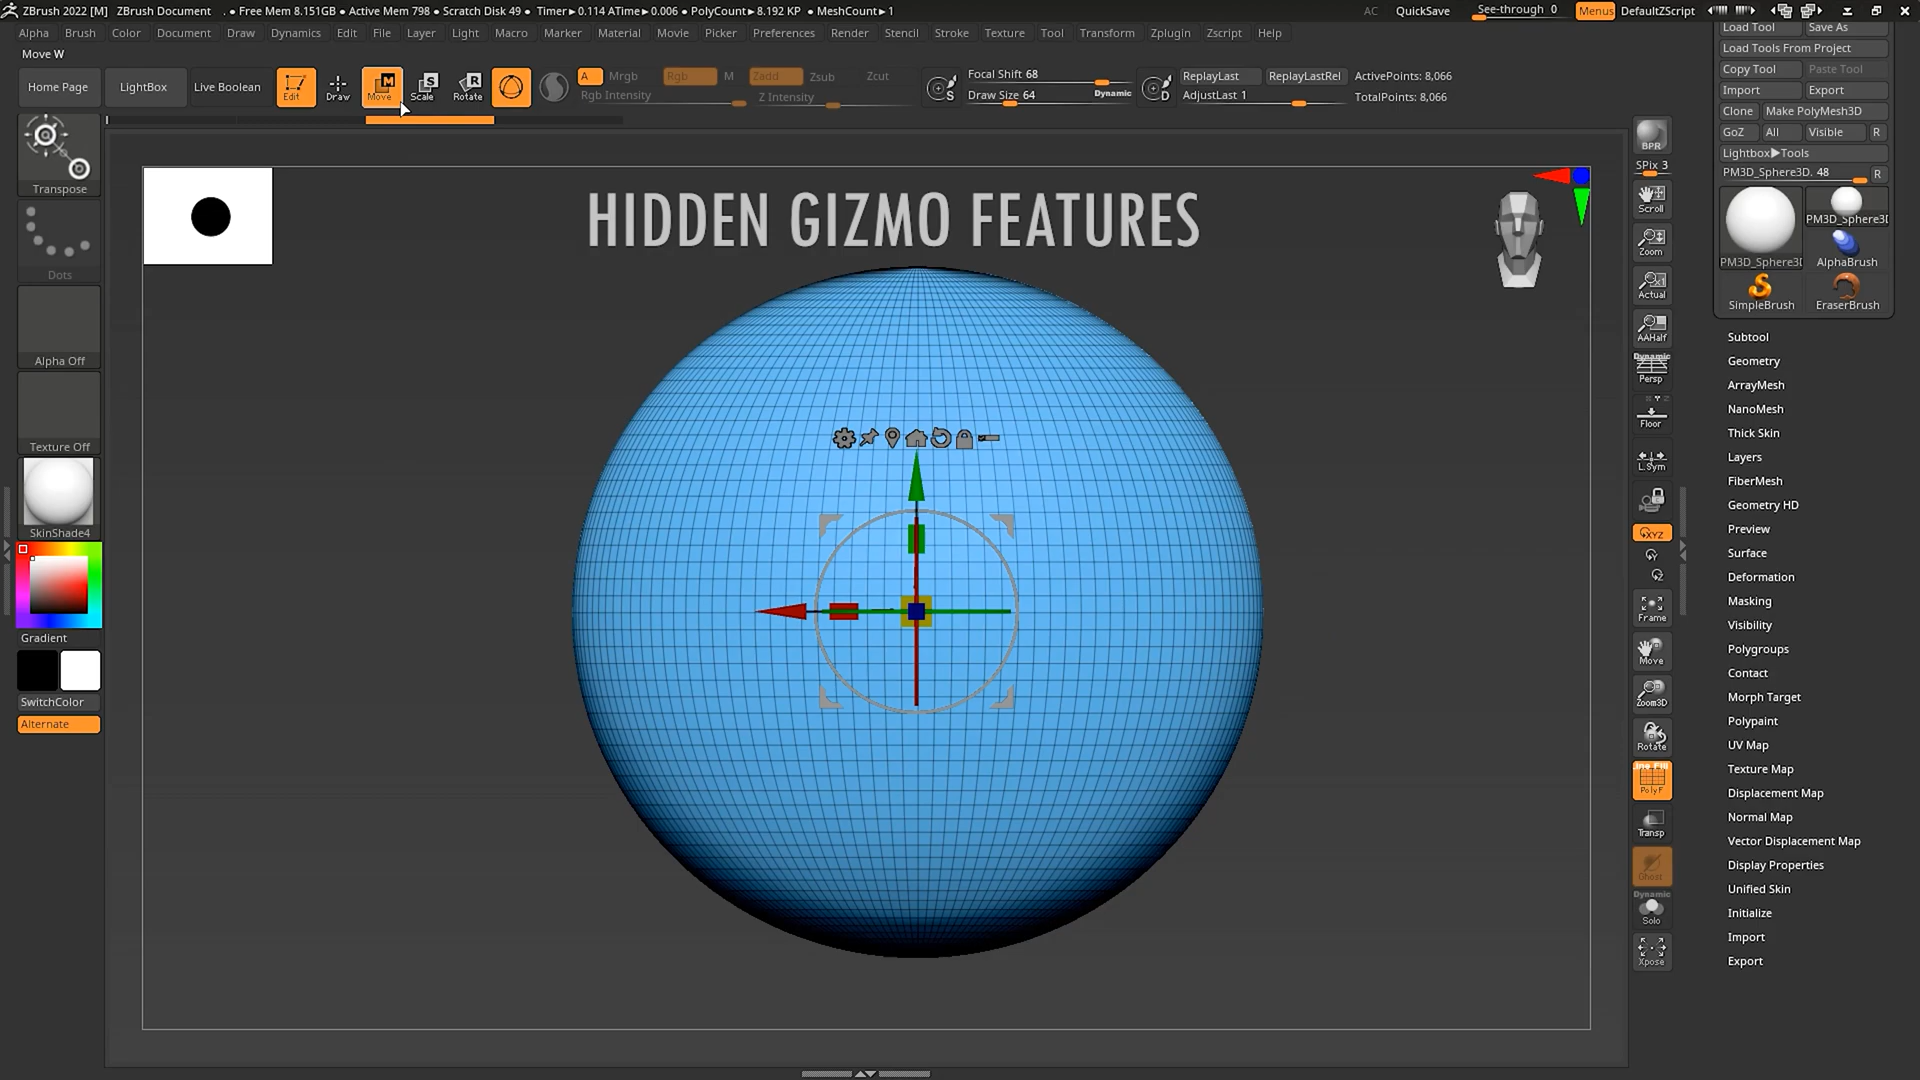 ZBrush 2022 [M] ZBrush Document . • Free Mem 8.151GB • Active Mem 798 • Scratch Disk 49 • Timer▸0.114 ATime▸0.006 • PolyCount▸8.192 KP • MeshCount▸1 AC QuickSave See-through 0 Menus DefaultZScript
Alpha Brush Color Document Draw Dynamics Edit File Layer Light Macro Marker Material Movie Picker Preferences Render Stencil Stroke Texture Tool Transform Zplugin Zscript Help
Move W
Home Page LightBox Live Boolean Edit Draw Move Scale Rotate
A Mrgb Rgb M Zadd Zsub Zcut
Rgb Intensity Z Intensity
Focal Shift 68
Draw Size 64 Dynamic
S D
ReplayLast ReplayLastRel ActivePoints: 8,066
AdjustLast 1 TotalPoints: 8,066
Transpose
Dots
Alpha Off
Texture Off
SkinShade4
Gradient
SwitchColor
Alternate
HIDDEN GIZMO FEATURES
BPR
SPix 3
Scroll
Zoom
Actual
AAHalf
Dynamic
Persp
Floor
L.Sym
XYZ
Frame
Move
Zoom3D
Rotate
Line Fill
PolyF
Transp
Ghost
Dynamic
Solo
Xpose
Load Tool Save As
Load Tools From Project
Copy Tool Paste Tool
Import Export
Clone Make PolyMesh3D
GoZ All Visible R
Lightbox▸Tools
PM3D_Sphere3D. 48 R
PM3D_Sphere3D
PM3D_Sphere3D AlphaBrush
SimpleBrush EraserBrush
Subtool
Geometry
ArrayMesh
NanoMesh
Thick Skin
Layers
FiberMesh
Geometry HD
Preview
Surface
Deformation
Masking
Visibility
Polygroups
Contact
Morph Target
Polypaint
UV Map
Texture Map
Displacement Map
Normal Map
Vector Displacement Map
Display Properties
Unified Skin
Initialize
Import
Export